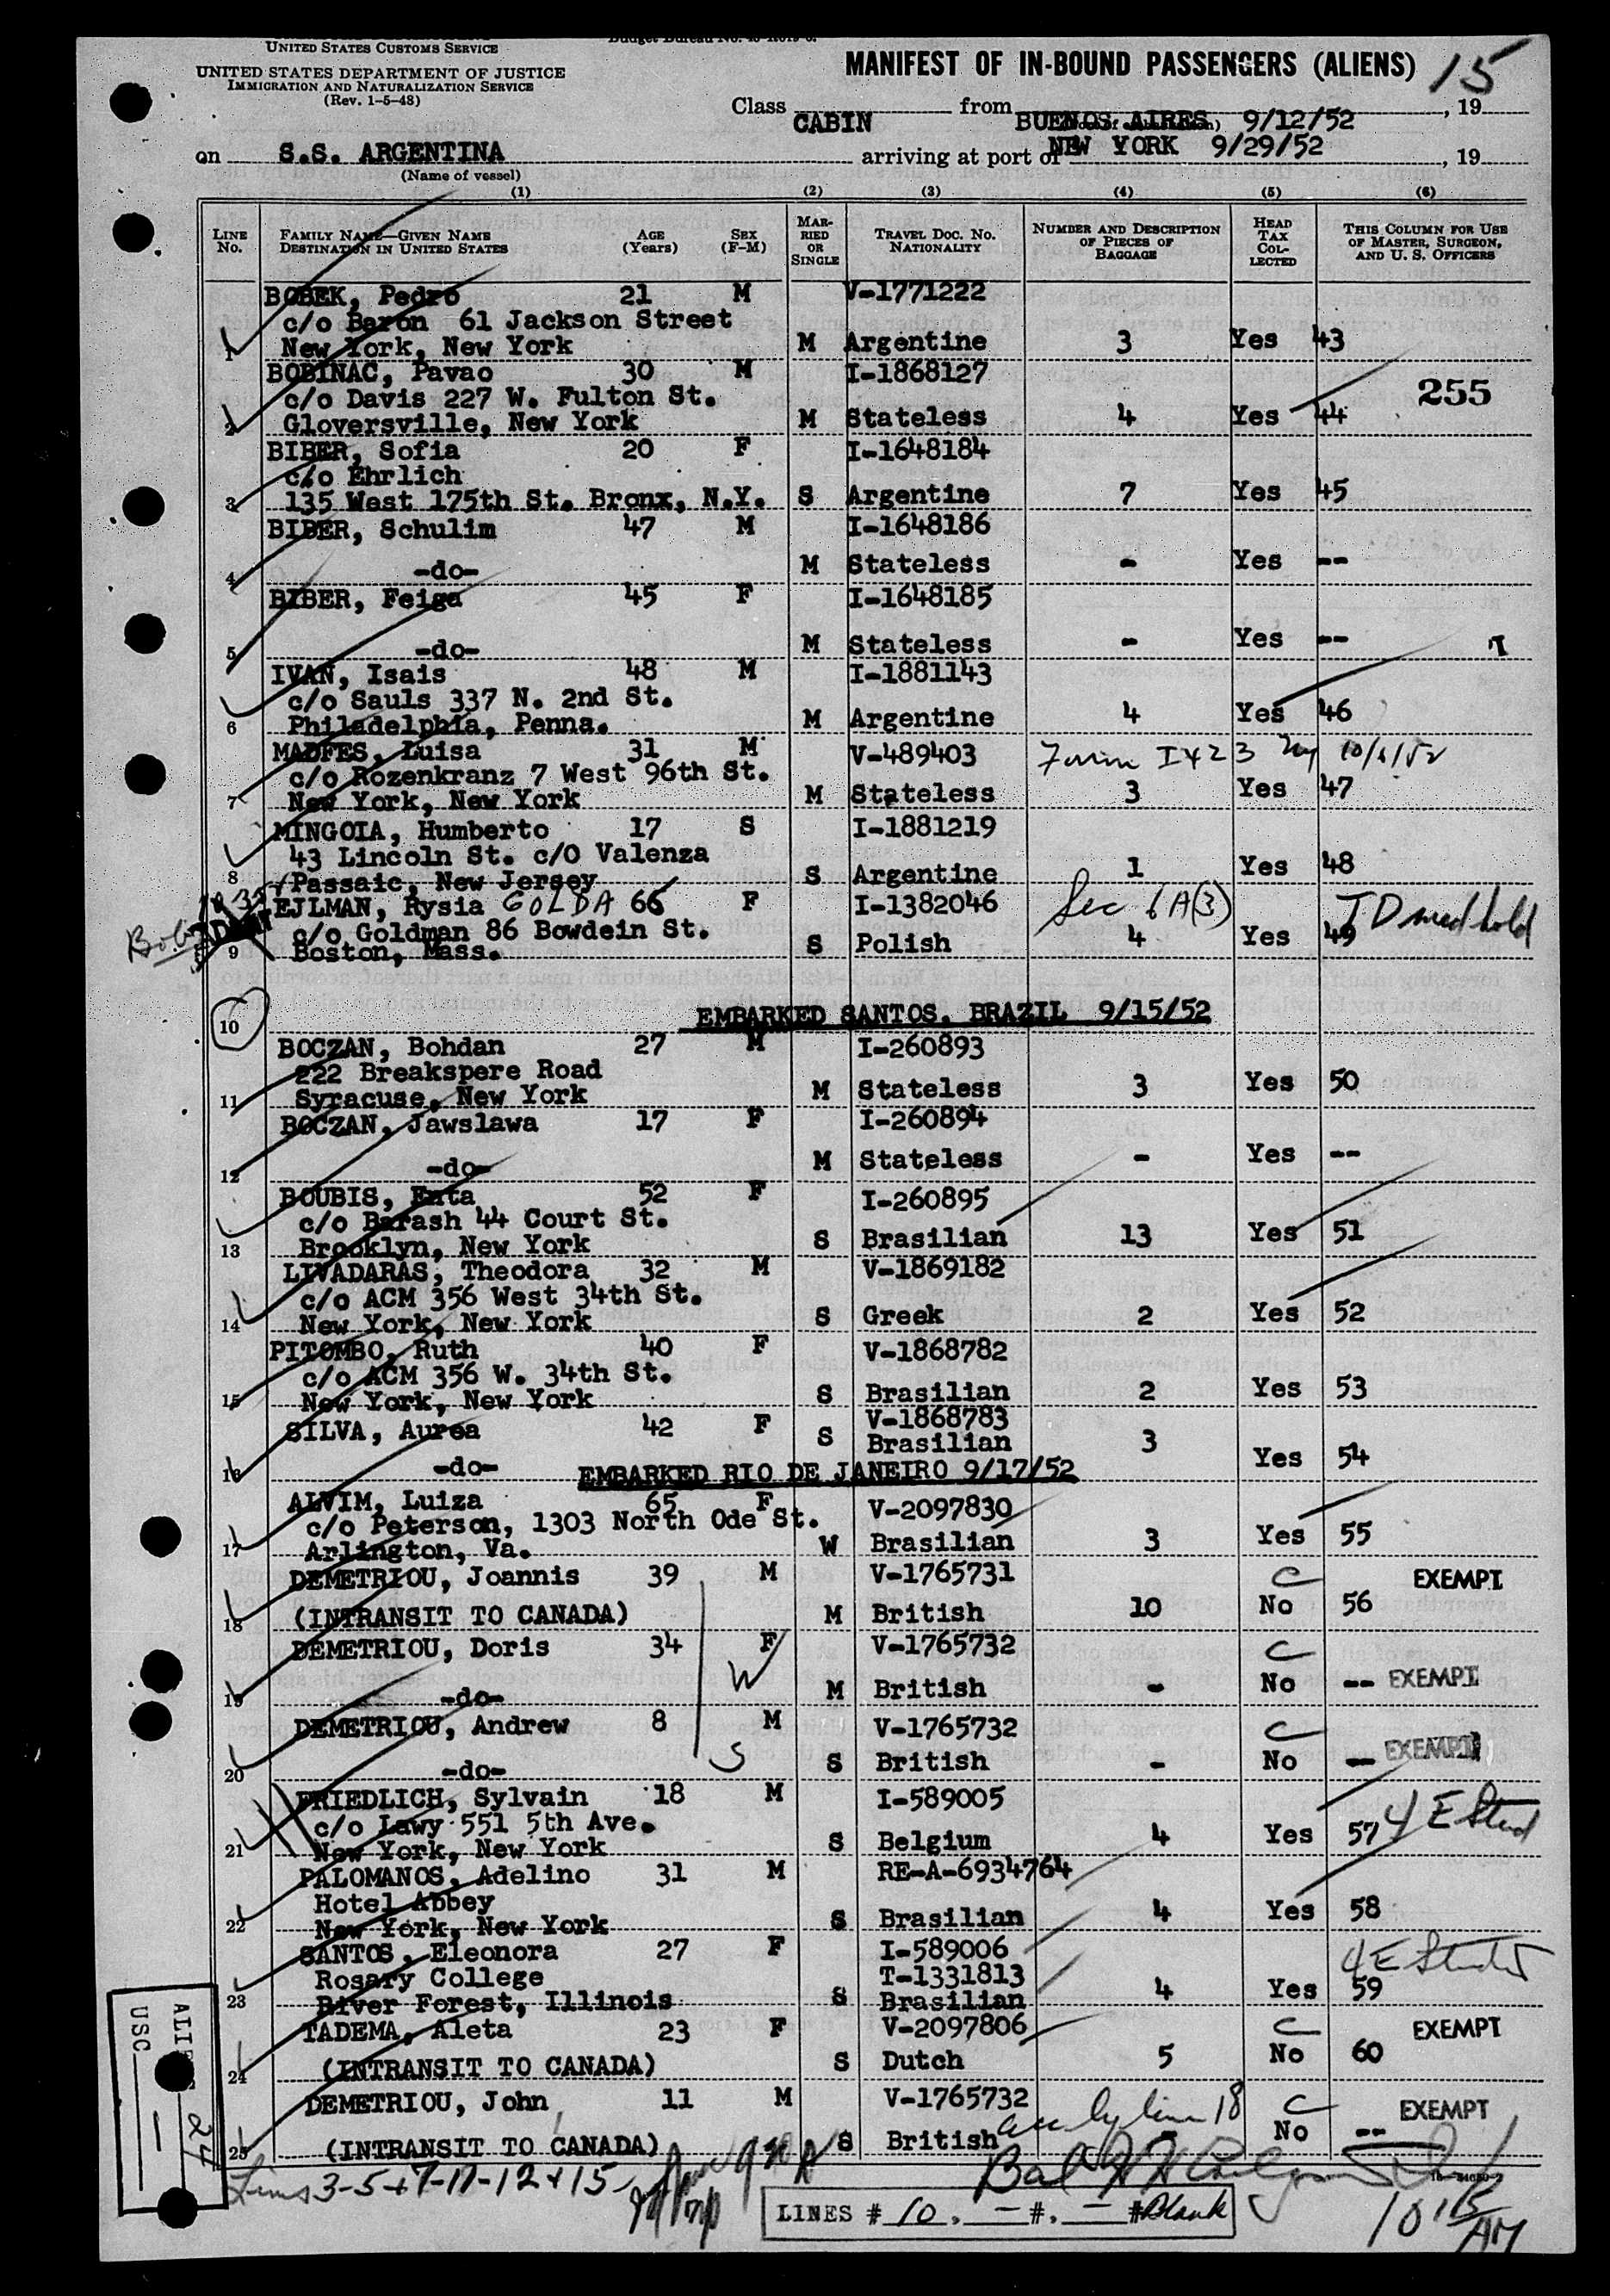 UNITED STATES CUSTOMS SERVICE
UNITED STATES DEPARTMENT OF JUSTICE
IMMIGRATION AND NATURALIZATION SERVICE
(Rev. 1-5-48)
MANIFEST OF IN-BOUND PASSENGERS (ALIENS) 15
Class CABIN from BUENOS AIRES 9/12/52, 19
on S.S. ARGENTINA arriving at port of NEW YORK 9/29/52, 19
(Name of vessel)
(1) (2) (3) (4) (5) (6)
LINE NO. FAMILY NAME—GIVEN NAME DESTINATION IN UNITED STATES AGE (Years) SEX (F-M) MARRIED OR SINGLE TRAVEL DOC. NO. NATIONALITY NUMBER AND DESCRIPTION OF PIECES OF BAGGAGE HEAD TAX COLLECTED THIS COLUMN FOR USE OF MASTER, SURGEON, AND U. S. OFFICERS
BOBEK, Pedro 21 M V-1771222
c/o Baron 61 Jackson Street
1 New York, New York M Argentine 3 Yes 43
BOBINAC, Pavao 30 M I-1868127
c/o Davis 227 W. Fulton St. 255
2 Gloversville, New York M Stateless 4 Yes 44
BIBER, Sofia 20 F I-1648184
c/o Ehrlich
3 135 West 175th St. Bronx, N.Y. S Argentine 7 Yes 45
BIBER, Schulim 47 M I-1648186
4 -do- M Stateless - Yes --
BIBER, Feiga 45 F I-1648185
5 -do- M Stateless - Yes --
IVAN, Isais 48 M I-1881143
c/o Sauls 337 N. 2nd St.
6 Philadelphia, Penna. M Argentine 4 Yes 46
MADFES, Luisa 31 M V-489403
c/o Rozenkranz 7 West 96th St.
7 New York, New York M Stateless 3 Yes 47
MINGOIA, Humberto 17 S I-1881219
43 Lincoln St. c/O Valenza
8 Passaic, New Jersey S Argentine 1 Yes 48
EJLMAN, Rysia GOLDA 66 F I-1382046 Sec 6A(3)
c/o Goldman 86 Bowdein St.
9 Boston, Mass. S Polish 4 Yes 49
10 EMBARKED SANTOS. BRAZIL 9/15/52
BOCZAN, Bohdan 27 M I-260893
222 Breakspere Road
11 Syracuse, New York M Stateless 3 Yes 50
BOCZAN, Jawslawa 17 F I-260894
12 -do- M Stateless - Yes --
BOUBIS, Enta 52 F I-260895
c/o Barash 44 Court St.
13 Brooklyn, New York S Brasilian 13 Yes 51
LIVADARAS, Theodora 32 M V-1869182
c/o ACM 356 West 34th St.
14 New York, New York S Greek 2 Yes 52
PITOMBO, Ruth 40 F V-1868782
c/o ACM 356 W. 34th St.
15 New York, New York S Brasilian 2 Yes 53
SILVA, Aurea 42 F S V-1868783
Brasilian 3
16 -do- Yes 54
EMBARKED RIO DE JANEIRO 9/17/52
ALVIM, Luiza 65 F V-2097830
c/o Peterson, 1303 North Ode St.
17 Arlington, Va. W Brasilian 3 Yes 55
DEMETRIOU, Joannis 39 M V-1765731 C EXEMPT
18 (INTRANSIT TO CANADA) M British 10 No 56
DEMETRIOU, Doris 34 F V-1765732 C
19 -do- W M British - No -- EXEMPT
DEMETRIOU, Andrew 8 M V-1765732 C
20 -do- S S British - No -- EXEMPT
FRIEDLICH, Sylvain 18 M I-589005
c/o Lawy 551 5th Ave.
21 New York, New York S Belgium 4 Yes 57 4E Stud
PALOMANOS, Adelino 31 M RE-A-6934764
Hotel Abbey
22 New York, New York S Brasilian 4 Yes 58
SANTOS, Eleonora 27 F I-589006
Rosary College T-1331813
23 River Forest, Illinois S Brasilian 4 Yes 59
TADEMA, Aleta 23 F V-2097806 C EXEMPT
24 (INTRANSIT TO CANADA) S Dutch 5 No 60
DEMETRIOU, John 11 M V-1765732 C EXEMPT
25 (INTRANSIT TO CANADA) S British - No --
Lines 3-5+7-11-12+15
LINES # 10. — #. — # Blank
10 15 AM
USC —
24